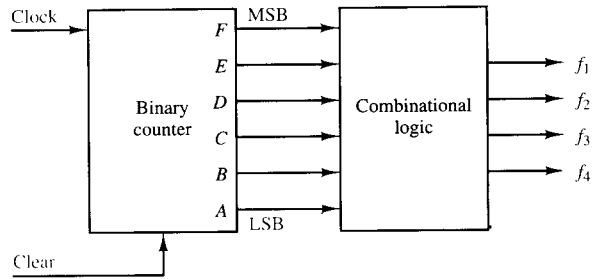 Clock
F
MSB
E
D
C
B
A
LSB
Binary
counter
Combinational
logic
f1
f2
f3
f4
Clear